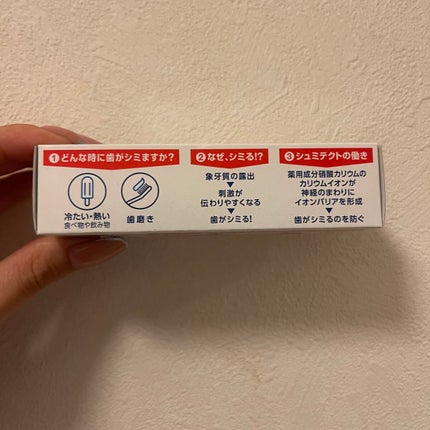 ① どんな時に歯がシミますか?
冷たい・熱い
食べ物や飲み物
歯磨き
② なぜ、シミる!?
象牙質の露出
▼
刺激が
伝わりやすくなる
▼
歯がシミる!
③ シュミテクトの働き
薬用成分硝酸カリウムの
カリウムイオンが
神経のまわりに
イオンバリアを形成
▼
歯がシミるのを防ぐ